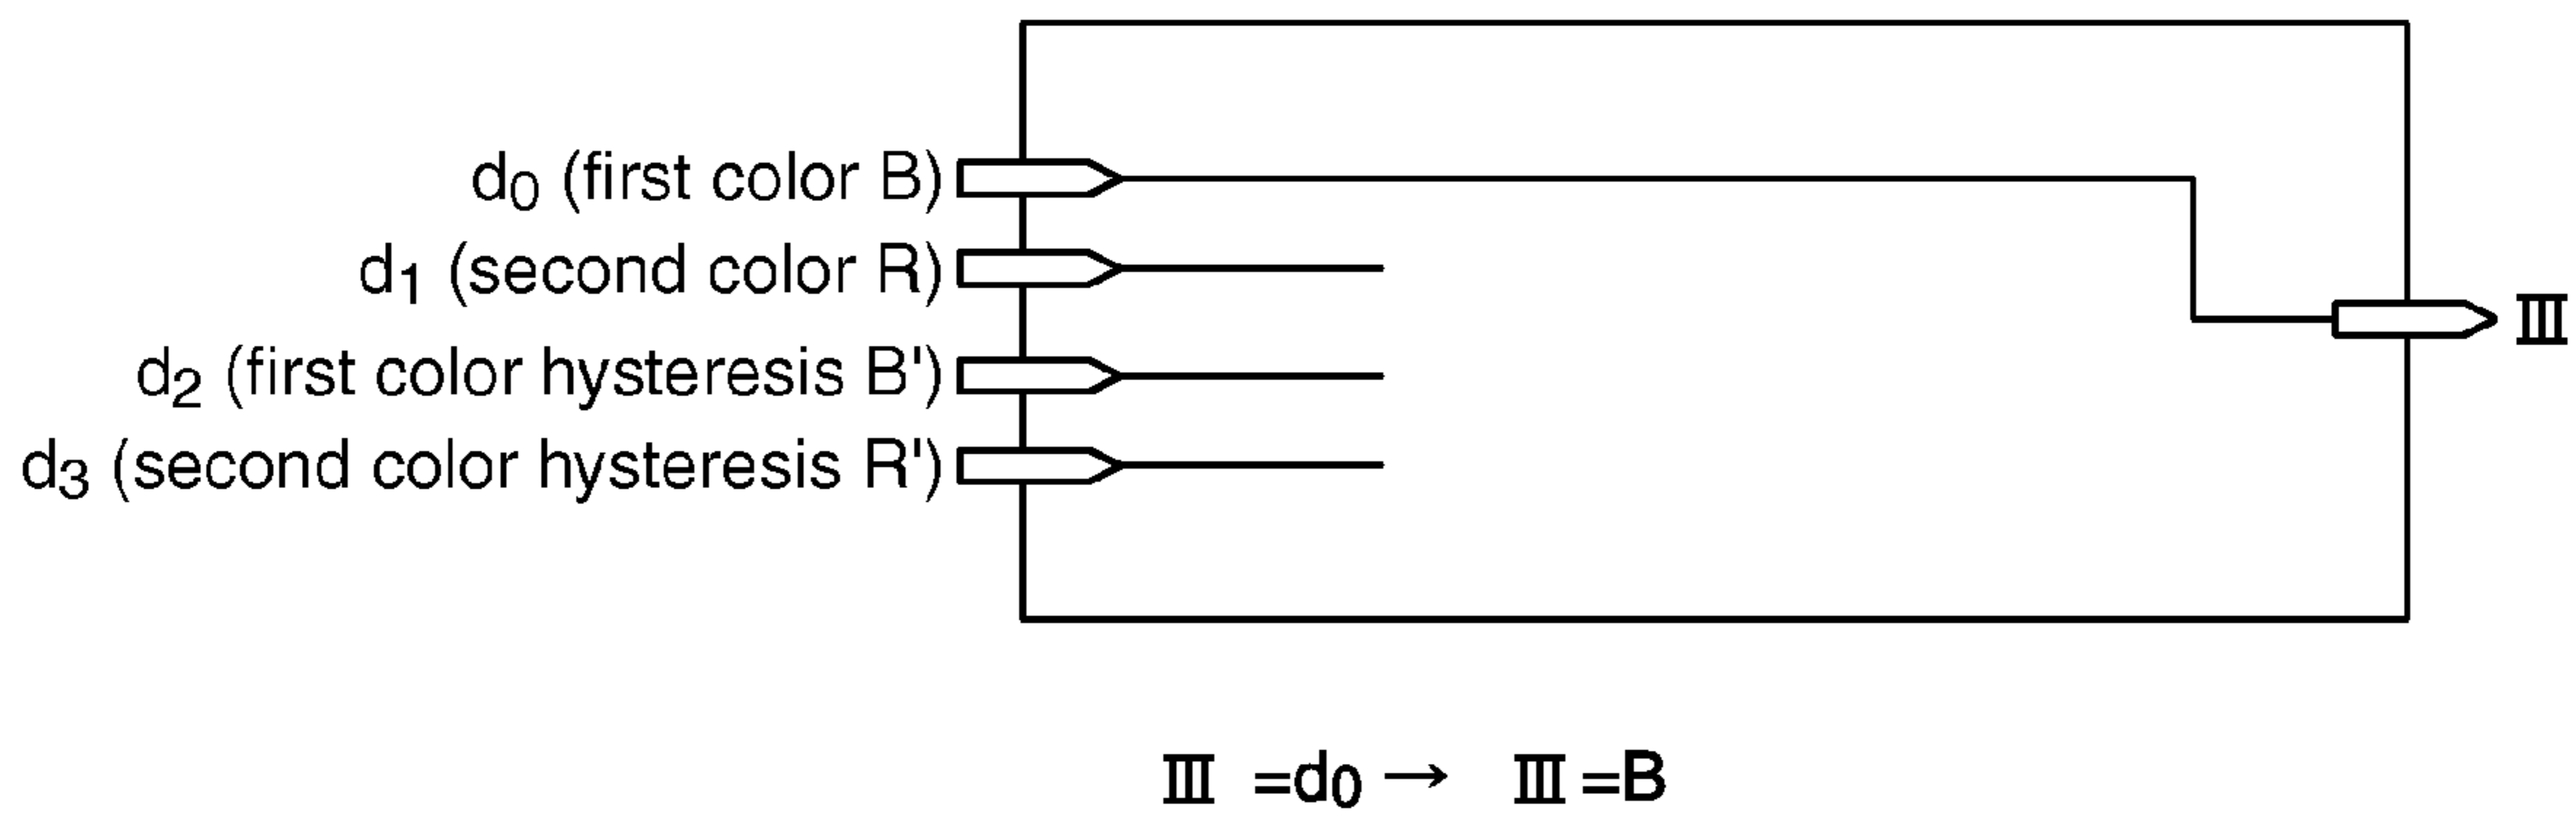 d0 (first color B)
d1 (second color R)
Ⅲ
d2 (first color hysteresis B')
d3 (second color hysteresis R')
Ⅲ =d0 → Ⅲ =B